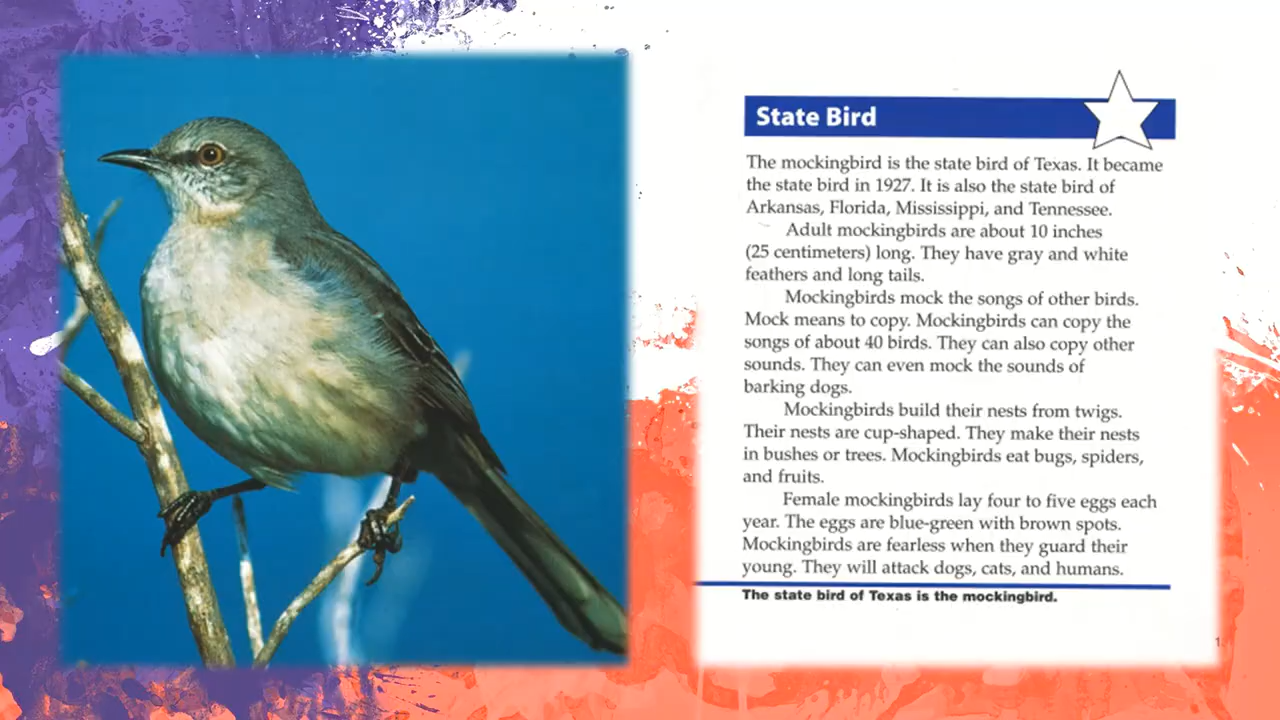 State Bird
The mockingbird is the state bird of Texas. It became
the state bird in 1927. It is also the state bird of
Arkansas, Florida, Mississippi, and Tennessee.
Adult mockingbirds are about 10 inches
(25 centimeters) long. They have gray and white
feathers and long tails.
Mockingbirds mock the songs of other birds.
Mock means to copy. Mockingbirds can copy the
songs of about 40 birds. They can also copy other
sounds. They can even mock the sounds of
barking dogs.
Mockingbirds build their nests from twigs.
Their nests are cup-shaped. They make their nests
in bushes or trees. Mockingbirds eat bugs, spiders,
and fruits.
Female mockingbirds lay four to five eggs each
year. The eggs are blue-green with brown spots.
Mockingbirds are fearless when they guard their
young. They will attack dogs, cats, and humans.
The state bird of Texas is the mockingbird.